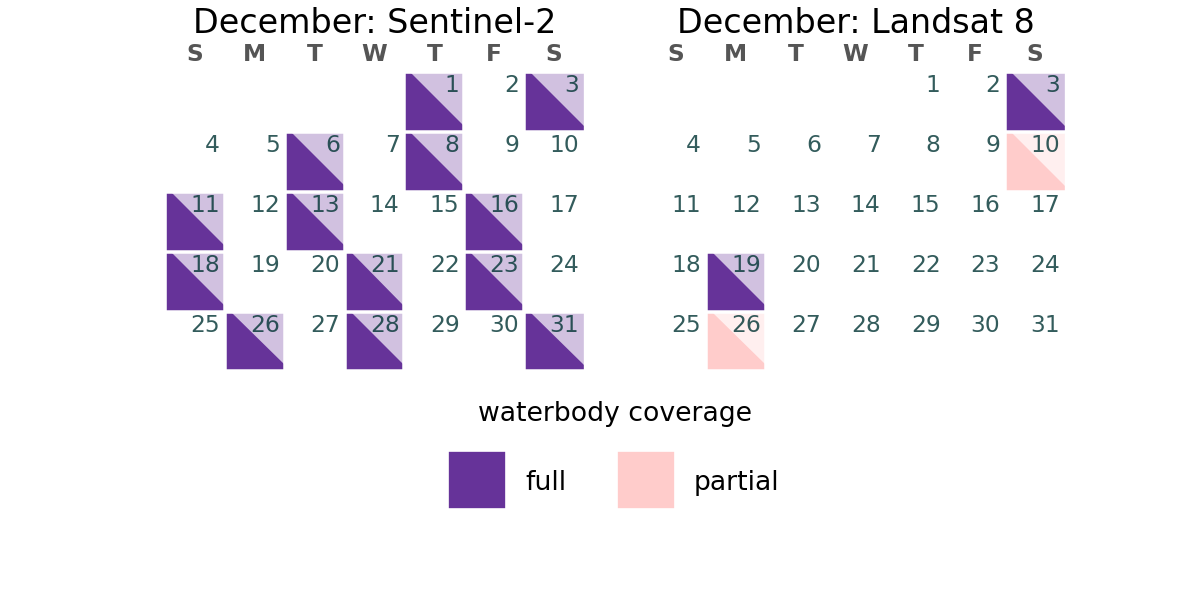 December: Sentinel-2
S M T W T F S
1 2 3
4 5 6 7 8 9 10
11 12 13 14 15 16 17
18 19 20 21 22 23 24
25 26 27 28 29 30 31
December: Landsat 8
S M T W T F S
1 2 3
4 5 6 7 8 9 10
11 12 13 14 15 16 17
18 19 20 21 22 23 24
25 26 27 28 29 30 31
waterbody coverage
full
partial